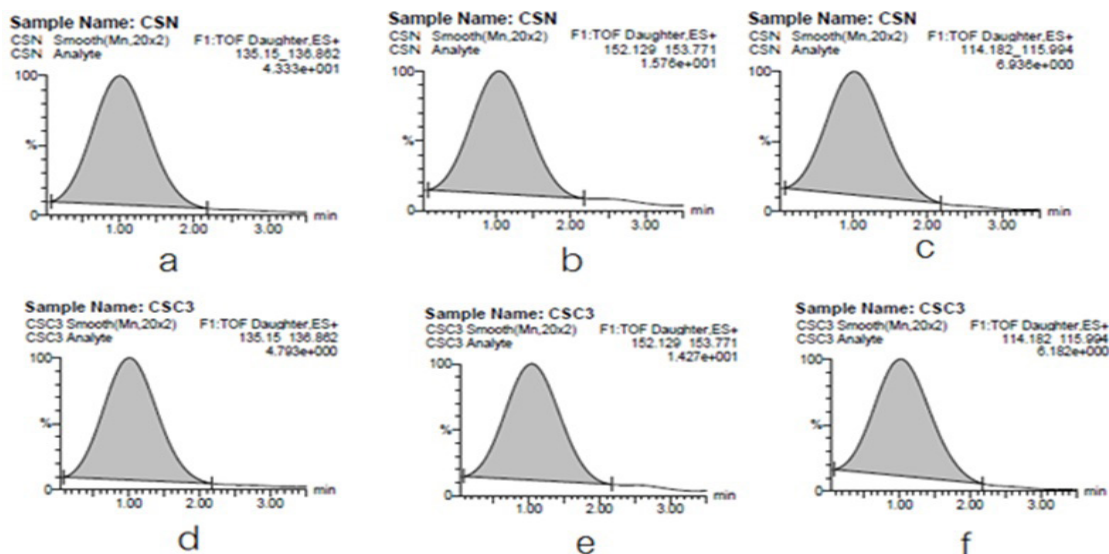 Sample Name: CSN
CSN Smooth(Mn,20x2) F1:TOF Daughter,ES+
CSN Analyte 135.15_136.862
4.333e+001
100
%
0
1.00 2.00 3.00 min
a
Sample Name: CSN
CSN Smooth(Mn,20x2) F1:TOF Daughter,ES+
CSN Analyte 152.129 153.771
1.576e+001
100
%
0
1.00 2.00 3.00 min
b
Sample Name: CSN
CSN Smooth(Mn,20x2) F1:TOF Daughter,ES+
CSN Analyte 114.182_115.994
6.936e+000
100
%
0
1.00 2.00 3.00 min
c
Sample Name: CSC3
CSC3 Smooth(Mn,20x2) F1:TOF Daughter,ES+
CSC3 Analyte 135.15 136.862
4.793e+000
100
%
0
1.00 2.00 3.00 min
d
Sample Name: CSC3
CSC3 Smooth(Mn,20x2) F1:TOF Daughter,ES+
CSC3 Analyte 152.129 153.771
1.427e+001
100
%
0
1.00 2.00 3.00 min
e
Sample Name: CSC3
CSC3 Smooth(Mn,20x2) F1:TOF Daughter,ES+
CSC3 Analyte 114.182 115.994
6.182e+000
100
%
0
1.00 2.00 3.00 min
f